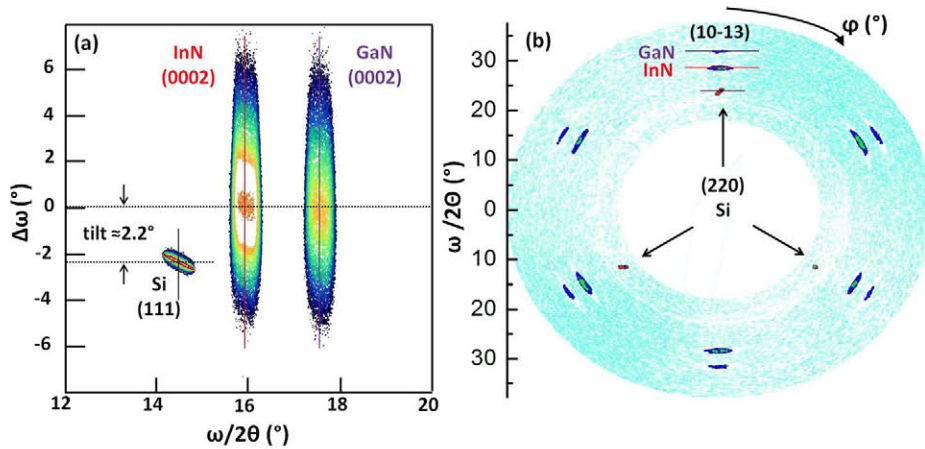 (a)
InN
(0002)
GaN
(0002)
6
4
2
0
-2
-4
-6
Δω(°)
tilt ≈2.2°
Si
(111)
12
14
16
18
20
ω/2θ (°)
(b)
(10-13)
φ (°)
GaN
InN
30
20
10
0
10
20
30
ω /2Θ (°)
(220)
Si